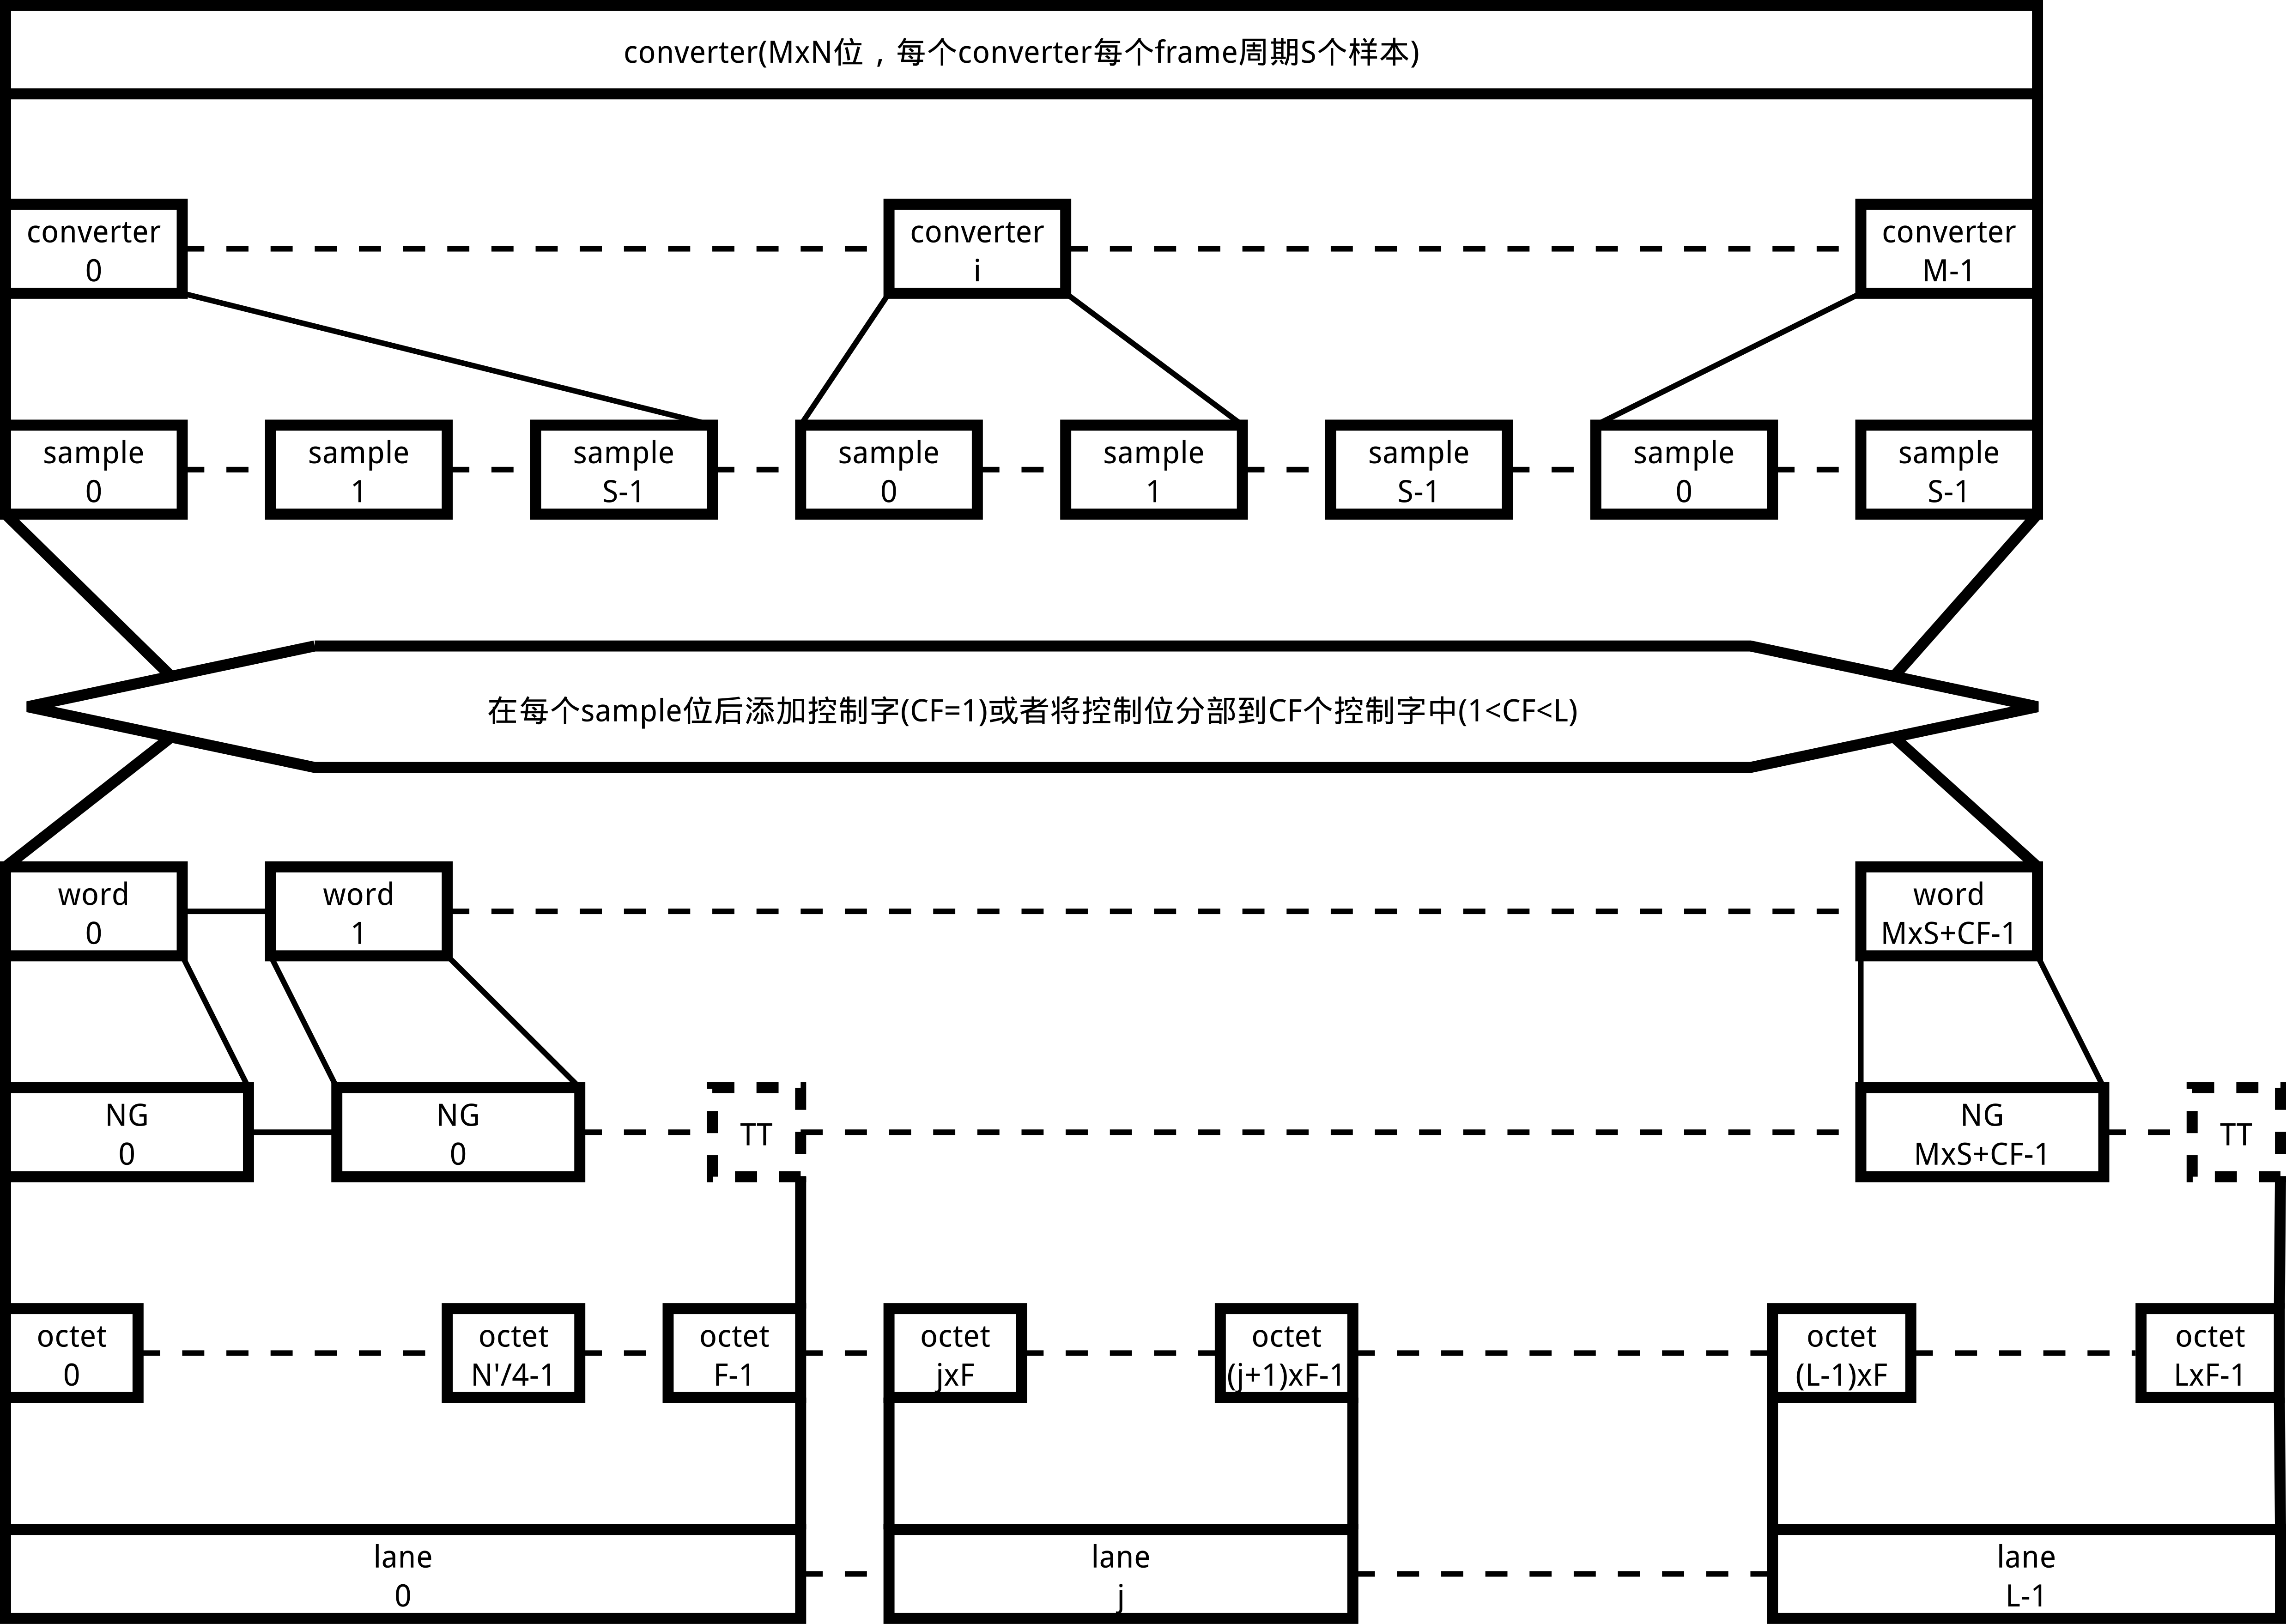 converter(MxN位，每个converter每个frame周期S个样本)
converter
0
converter
i
converter
M-1
sample
0
sample
1
sample
S-1
sample
0
sample
1
sample
S-1
sample
0
sample
S-1
在每个sample位后添加控制字(CF=1)或者将控制位分部到CF个控制字中(1<CF<L)
word
0
word
1
word
MxS+CF-1
NG
0
NG
0
TT
NG
MxS+CF-1
TT
octet
0
octet
N'/4-1
octet
F-1
octet
jxF
octet
(j+1)xF-1
octet
(L-1)xF
octet
LxF-1
lane
0
lane
j
lane
L-1